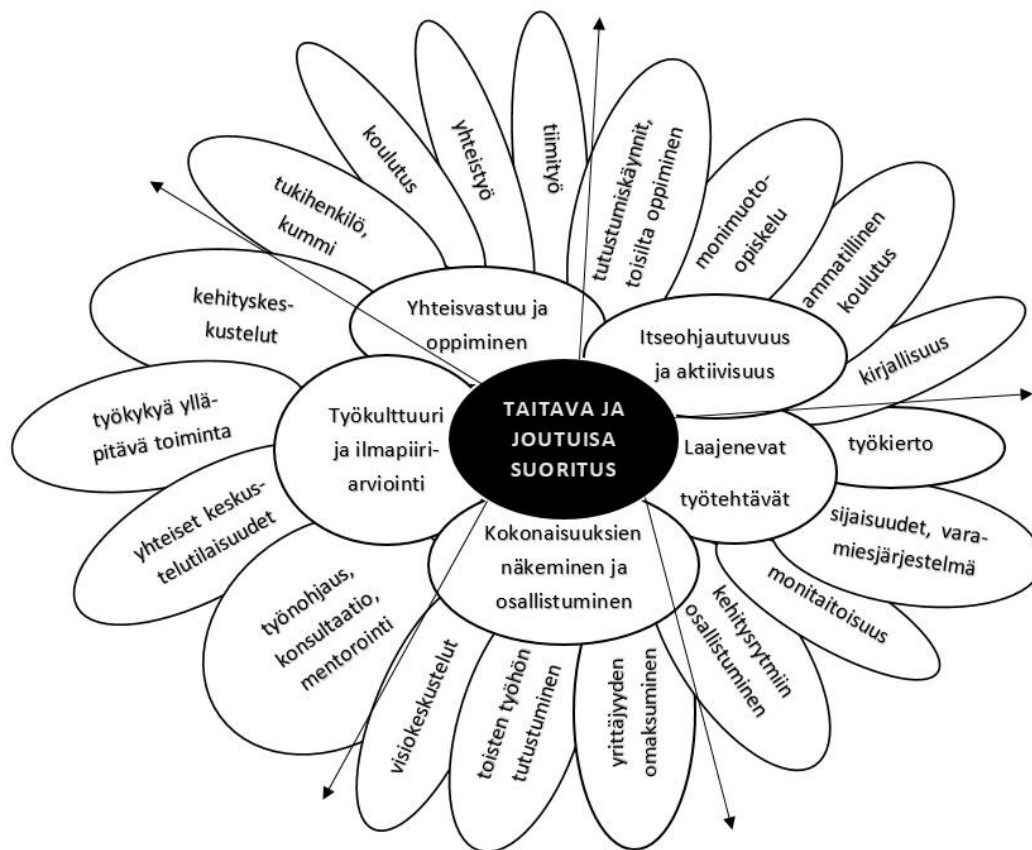 TAITAVA JA
JOUTUISA
SUORITUS
Yhteisvastuu ja
oppiminen
tukihenkilö,
kummi
koulutus
yhteistyö
tiimityö
Itseohjautuvuus
ja aktiivisuus
tutustumiskäynnit,
toisilta oppiminen
monimuoto-
opiskelu
ammatillinen
koulutus
kirjallisuus
Laajenevat
työtehtävät
työkierto
sijaisuudet, vara-
miesjärjestelmä
monitaitoisuus
kehitysrytmiin
osallistuminen
Kokonaisuuksien
näkeminen ja
osallistuminen
yrittäjyyden
omaksuminen
toisten työhön
tutustuminen
visiokeskustelut
Työkulttuuri
ja ilmapiiri-
arviointi
työnohjaus,
konsultaatio,
mentorointi
yhteiset keskus-
telutilaisuudet
työkykyä yllä-
pitävä toiminta
kehityskes-
kustelut